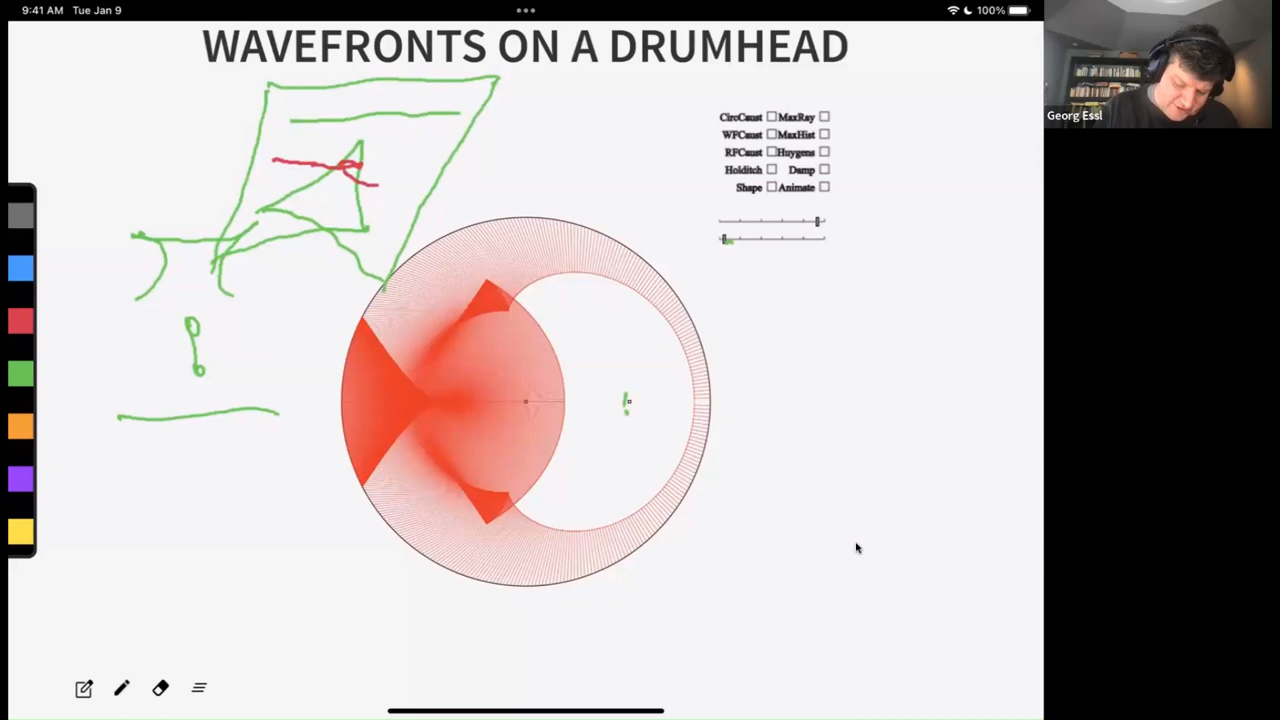 9:41 AM Tue Jan 9
100%
WAVEFRONTS ON A DRUMHEAD
Georg Essl
CircCaust MaxRay
WFCaust MaxHist
RFCaust Huygens
Holditch Damp
Shape Animate
!